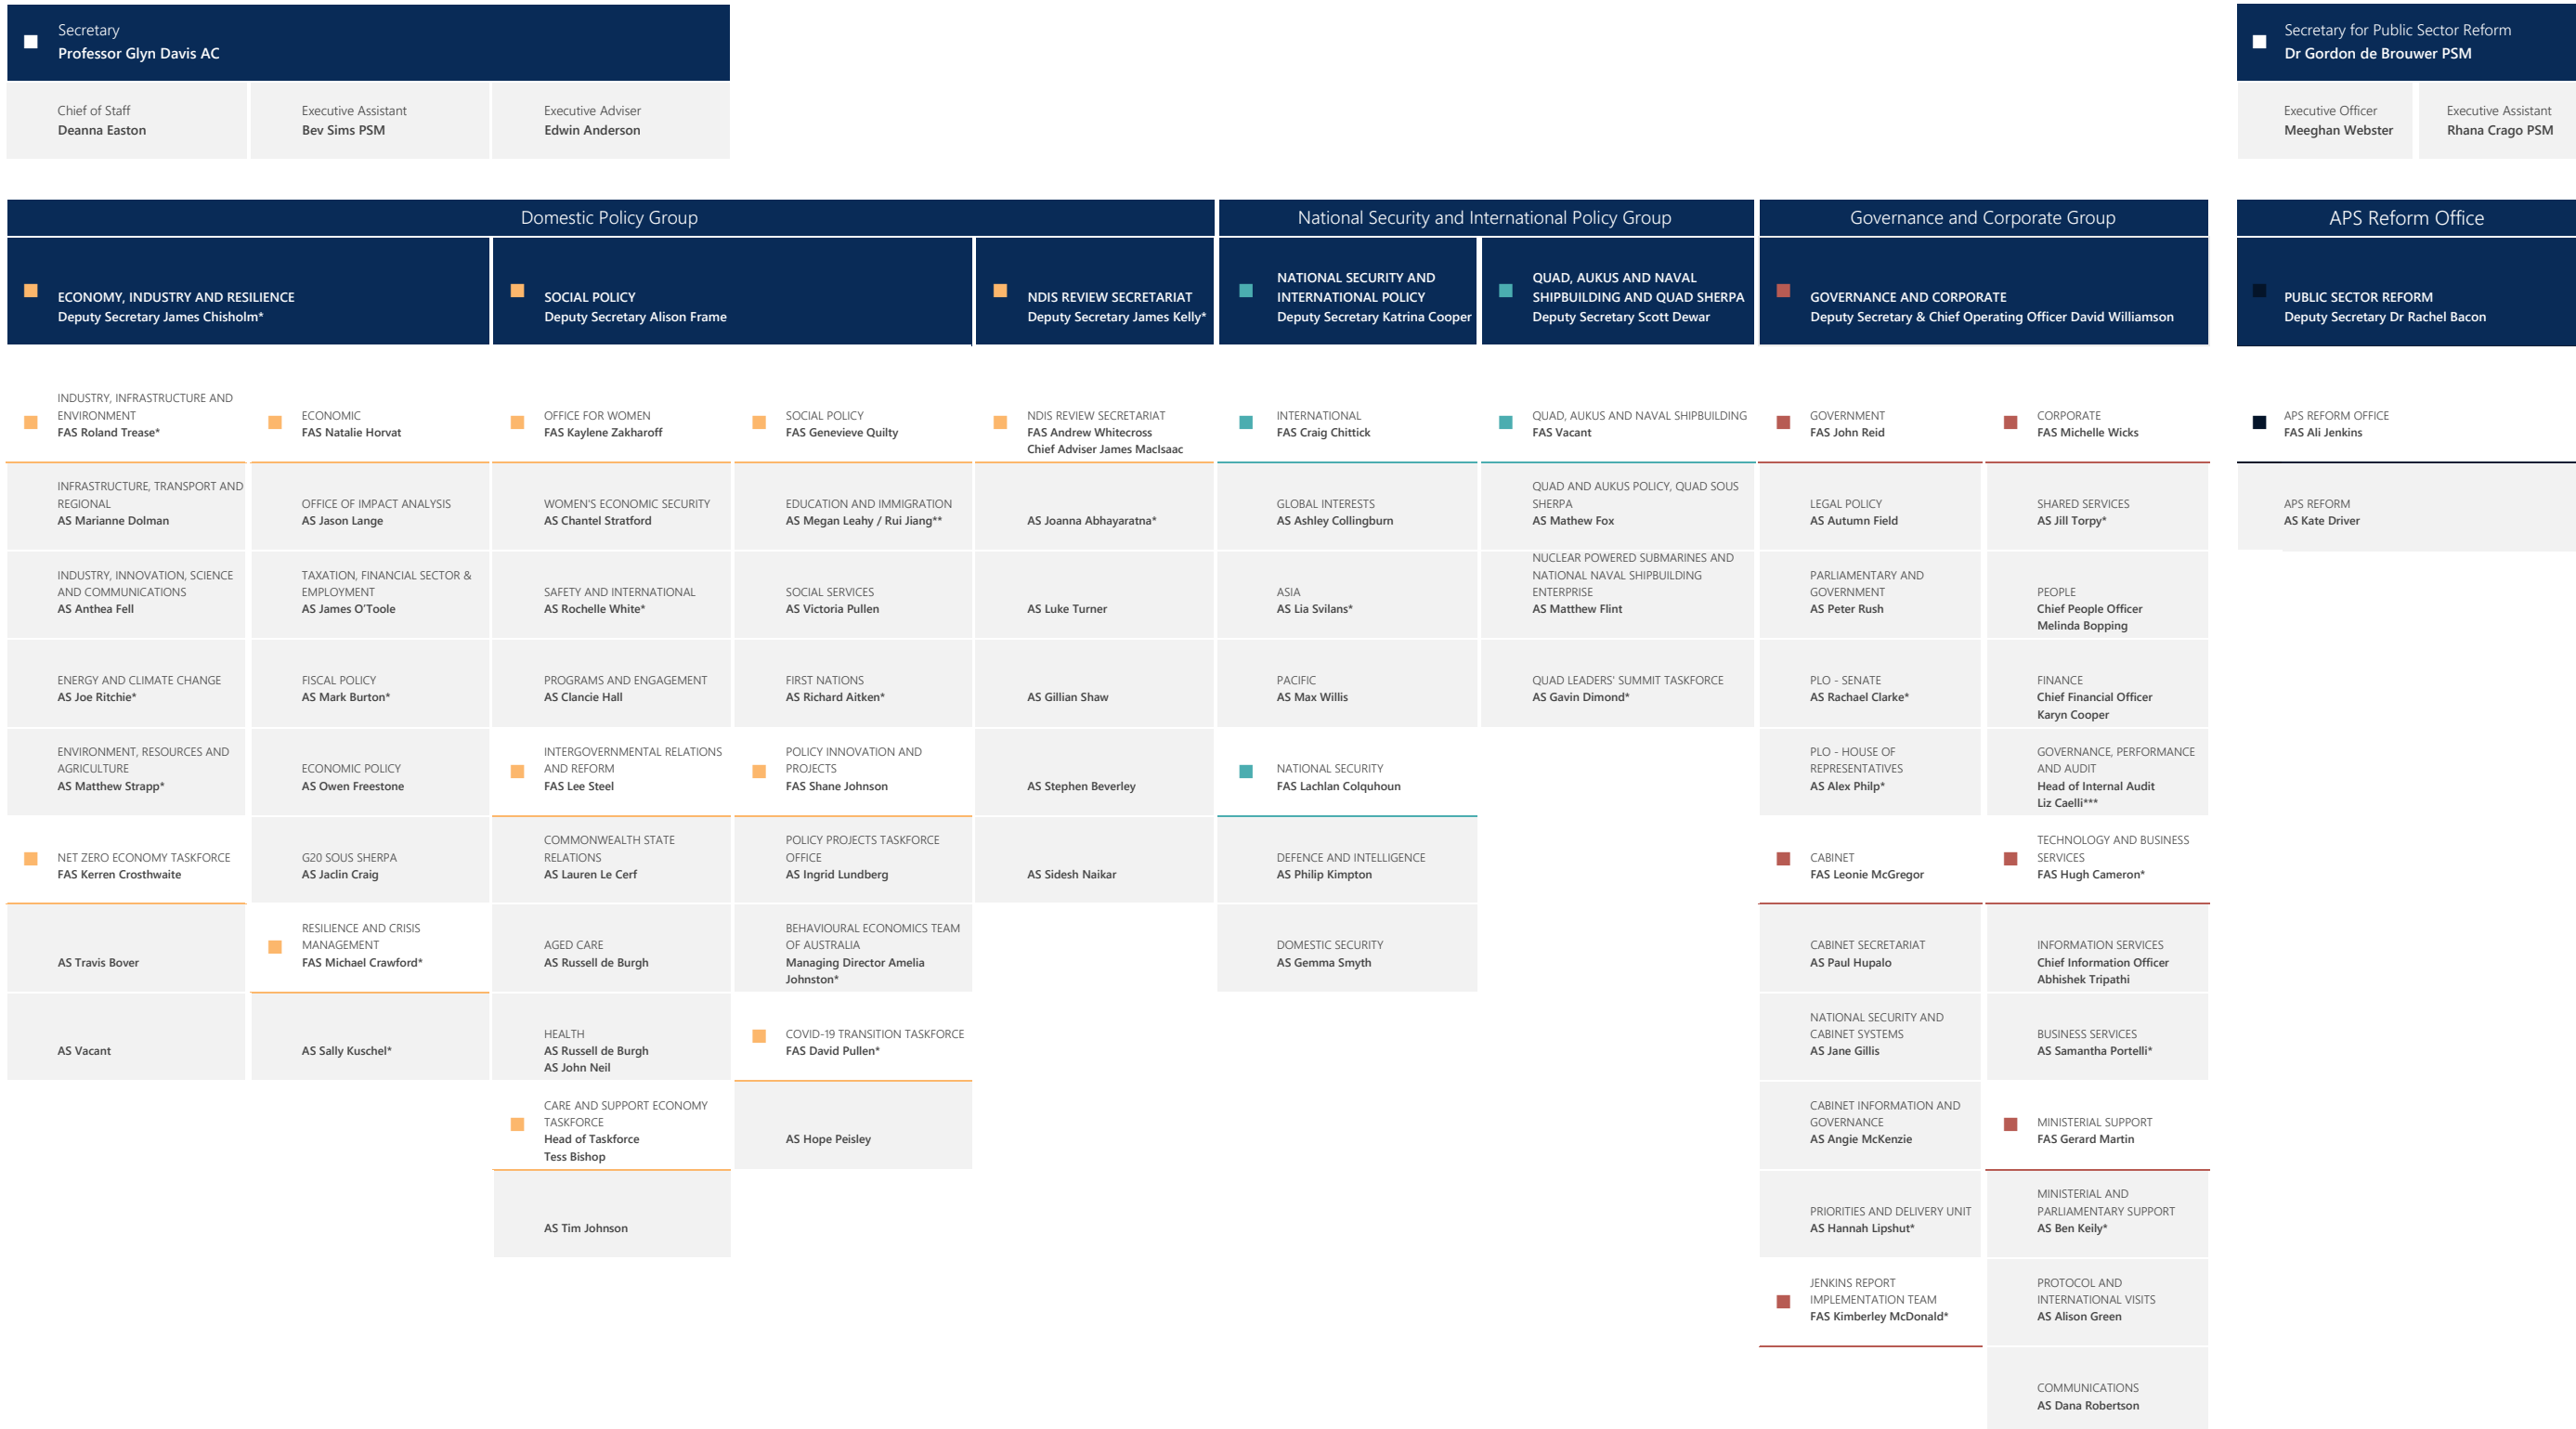 Secretary
Professor Glyn Davis AC
Chief of Staff
Deanna Easton
Executive Assistant
Bev Sims PSM
Executive Adviser
Edwin Anderson
Secretary for Public Sector Reform
Dr Gordon de Brouwer PSM
Executive Officer
Meeghan Webster
Executive Assistant
Rhana Crago PSM
Domestic Policy Group
National Security and International Policy Group
Governance and Corporate Group
APS Reform Office
ECONOMY, INDUSTRY AND RESILIENCE
Deputy Secretary James Chisholm*
SOCIAL POLICY
Deputy Secretary Alison Frame
NDIS REVIEW SECRETARIAT
Deputy Secretary James Kelly*
NATIONAL SECURITY AND
INTERNATIONAL POLICY
Deputy Secretary Katrina Cooper
QUAD, AUKUS AND NAVAL
SHIPBUILDING AND QUAD SHERPA
Deputy Secretary Scott Dewar
GOVERNANCE AND CORPORATE
Deputy Secretary & Chief Operating Officer David Williamson
PUBLIC SECTOR REFORM
Deputy Secretary Dr Rachel Bacon
INDUSTRY, INFRASTRUCTURE AND
ENVIRONMENT
FAS Roland Trease*
INFRASTRUCTURE, TRANSPORT AND
REGIONAL
AS Marianne Dolman
INDUSTRY, INNOVATION, SCIENCE
AND COMMUNICATIONS
AS Anthea Fell
ENERGY AND CLIMATE CHANGE
AS Joe Ritchie*
ENVIRONMENT, RESOURCES AND
AGRICULTURE
AS Matthew Strapp*
NET ZERO ECONOMY TASKFORCE
FAS Kerren Crosthwaite
AS Travis Bover
AS Vacant
ECONOMIC
FAS Natalie Horvat
OFFICE OF IMPACT ANALYSIS
AS Jason Lange
TAXATION, FINANCIAL SECTOR &
EMPLOYMENT
AS James O'Toole
FISCAL POLICY
AS Mark Burton*
ECONOMIC POLICY
AS Owen Freestone
G20 SOUS SHERPA
AS Jaclin Craig
RESILIENCE AND CRISIS
MANAGEMENT
FAS Michael Crawford*
AS Sally Kuschel*
OFFICE FOR WOMEN
FAS Kaylene Zakharoff
WOMEN'S ECONOMIC SECURITY
AS Chantel Stratford
SAFETY AND INTERNATIONAL
AS Rochelle White*
PROGRAMS AND ENGAGEMENT
AS Clancie Hall
INTERGOVERNMENTAL RELATIONS
AND REFORM
FAS Lee Steel
COMMONWEALTH STATE
RELATIONS
AS Lauren Le Cerf
AGED CARE
AS Russell de Burgh
HEALTH
AS Russell de Burgh
AS John Neil
CARE AND SUPPORT ECONOMY
TASKFORCE
Head of Taskforce
Tess Bishop
AS Tim Johnson
SOCIAL POLICY
FAS Genevieve Quilty
EDUCATION AND IMMIGRATION
AS Megan Leahy / Rui Jiang**
SOCIAL SERVICES
AS Victoria Pullen
FIRST NATIONS
AS Richard Aitken*
POLICY INNOVATION AND
PROJECTS
FAS Shane Johnson
POLICY PROJECTS TASKFORCE
OFFICE
AS Ingrid Lundberg
BEHAVIOURAL ECONOMICS TEAM
OF AUSTRALIA
Managing Director Amelia
Johnston*
COVID-19 TRANSITION TASKFORCE
FAS David Pullen*
AS Hope Peisley
NDIS REVIEW SECRETARIAT
FAS Andrew Whitecross
Chief Adviser James MacIsaac
AS Joanna Abhayaratna*
AS Luke Turner
AS Gillian Shaw
AS Stephen Beverley
AS Sidesh Naikar
INTERNATIONAL
FAS Craig Chittick
GLOBAL INTERESTS
AS Ashley Collingburn
ASIA
AS Lia Svilans*
PACIFIC
AS Max Willis
NATIONAL SECURITY
FAS Lachlan Colquhoun
DEFENCE AND INTELLIGENCE
AS Philip Kimpton
DOMESTIC SECURITY
AS Gemma Smyth
QUAD, AUKUS AND NAVAL SHIPBUILDING
FAS Vacant
QUAD AND AUKUS POLICY, QUAD SOUS
SHERPA
AS Mathew Fox
NUCLEAR POWERED SUBMARINES AND
NATIONAL NAVAL SHIPBUILDING
ENTERPRISE
AS Matthew Flint
QUAD LEADERS' SUMMIT TASKFORCE
AS Gavin Dimond*
GOVERNMENT
FAS John Reid
LEGAL POLICY
AS Autumn Field
PARLIAMENTARY AND
GOVERNMENT
AS Peter Rush
PLO - SENATE
AS Rachael Clarke*
PLO - HOUSE OF
REPRESENTATIVES
AS Alex Philp*
CABINET
FAS Leonie McGregor
CABINET SECRETARIAT
AS Paul Hupalo
NATIONAL SECURITY AND
CABINET SYSTEMS
AS Jane Gillis
CABINET INFORMATION AND
GOVERNANCE
AS Angie McKenzie
PRIORITIES AND DELIVERY UNIT
AS Hannah Lipshut*
JENKINS REPORT
IMPLEMENTATION TEAM
FAS Kimberley McDonald*
CORPORATE
FAS Michelle Wicks
SHARED SERVICES
AS Jill Torpy*
PEOPLE
Chief People Officer
Melinda Bopping
FINANCE
Chief Financial Officer
Karyn Cooper
GOVERNANCE, PERFORMANCE
AND AUDIT
Head of Internal Audit
Liz Caelli***
TECHNOLOGY AND BUSINESS
SERVICES
FAS Hugh Cameron*
INFORMATION SERVICES
Chief Information Officer
Abhishek Tripathi
BUSINESS SERVICES
AS Samantha Portelli*
MINISTERIAL SUPPORT
FAS Gerard Martin
MINISTERIAL AND
PARLIAMENTARY SUPPORT
AS Ben Keily*
PROTOCOL AND
INTERNATIONAL VISITS
AS Alison Green
COMMUNICATIONS
AS Dana Robertson
APS REFORM OFFICE
FAS Ali Jenkins
APS REFORM
AS Kate Driver